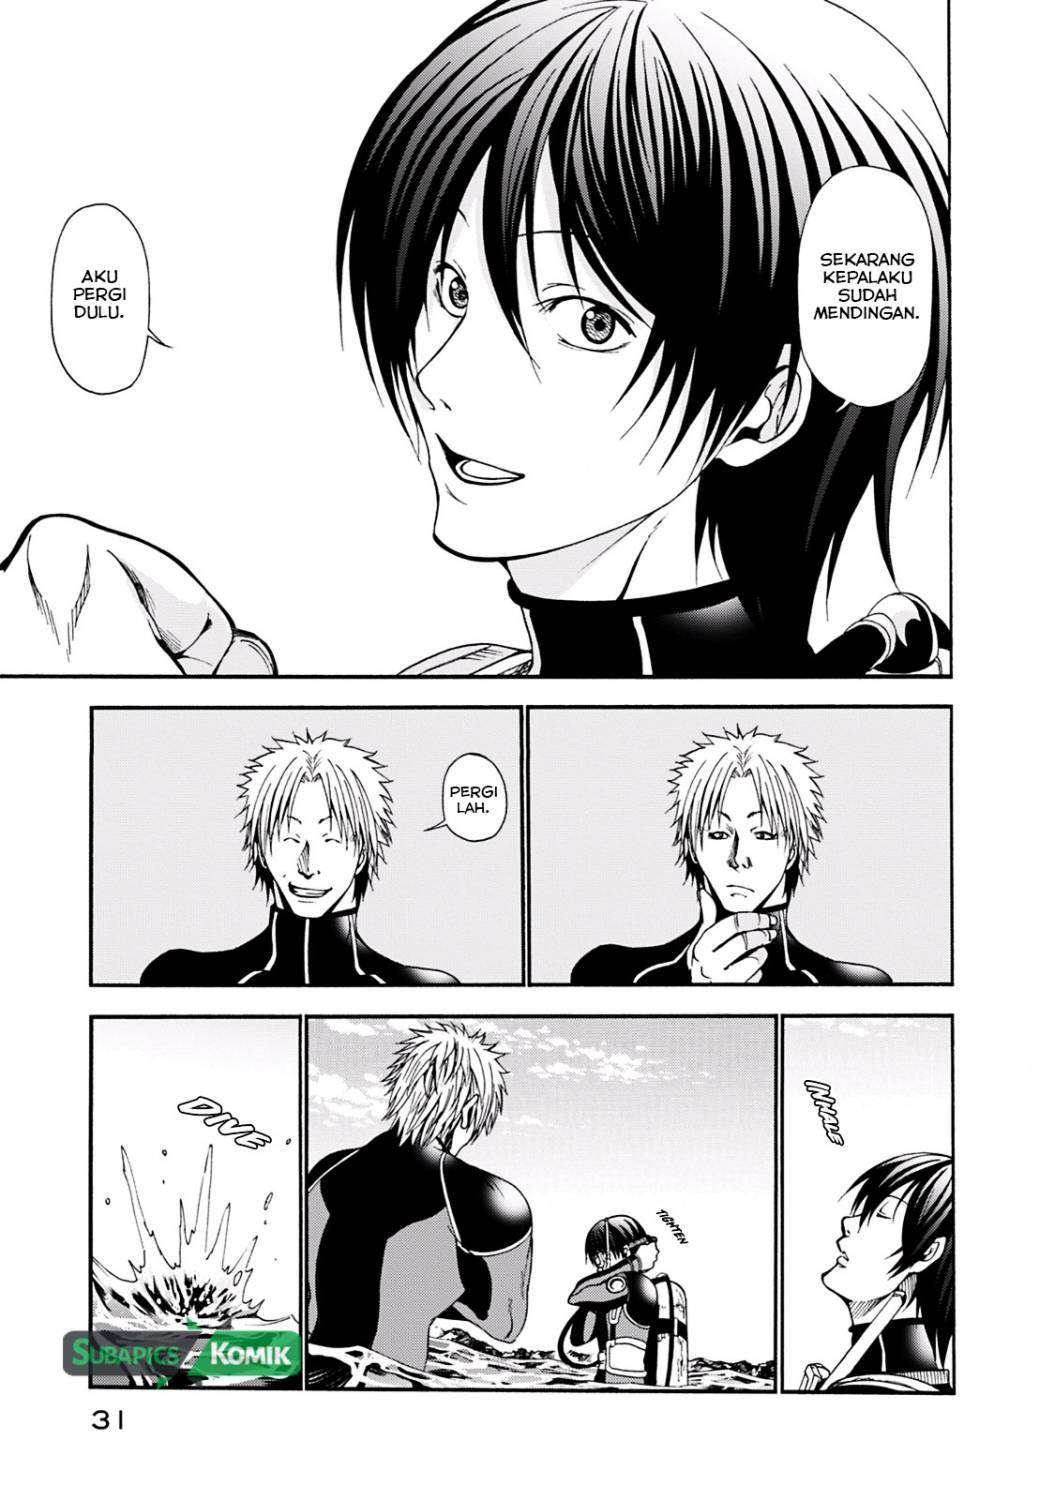 SEKARANG
KEPALAKU
SUDAH
MENDINGAN.
AKU
PERGI
DULU.
PERGI
LAH.
INHALE
TIGHTEN
DIVE
SUBAPICS KOMIK
31